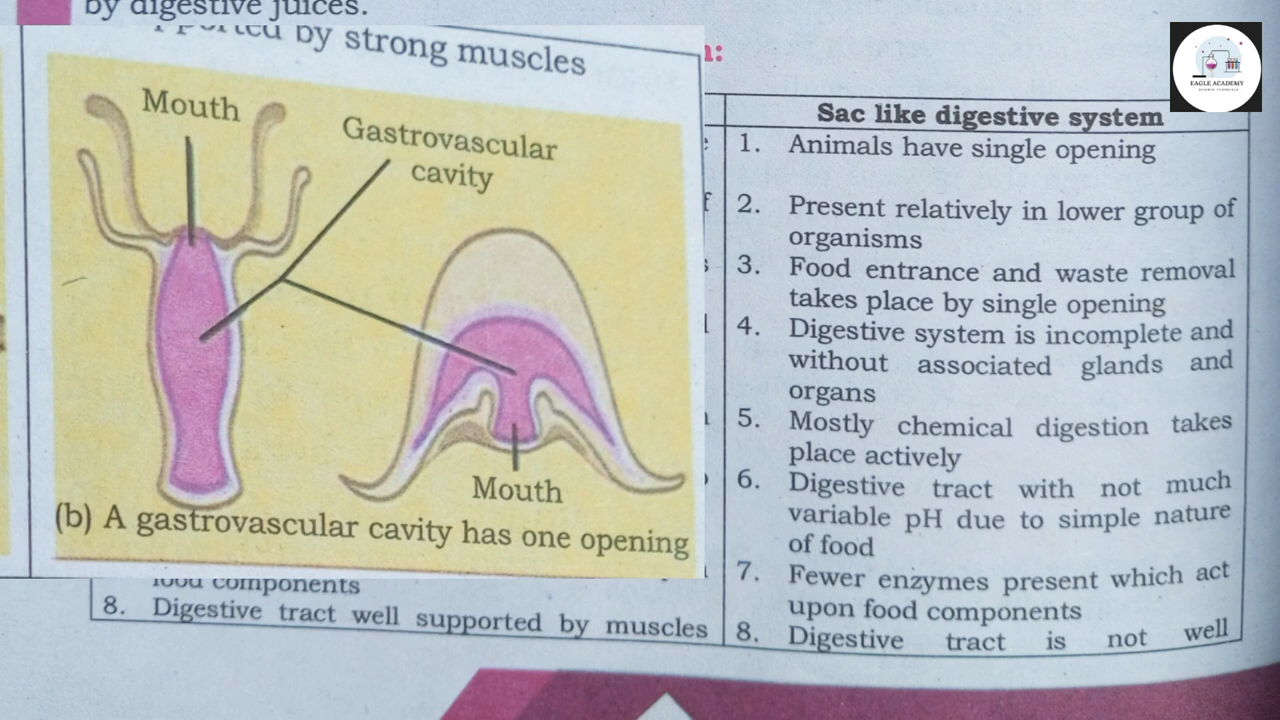 by digestive juices.
by strong muscles
Mouth
Gastrovascular
cavity
Mouth
(b) A gastrovascular cavity has one opening
EAGLE ACADEMY
Sac like digestive system
1. Animals have single opening
2. Present relatively in lower group of
organisms
3. Food entrance and waste removal
takes place by single opening
4. Digestive system is incomplete and
without associated glands and
organs
5. Mostly chemical digestion takes
place actively
6. Digestive tract with not much
variable pH due to simple nature
of food
7. Fewer enzymes present which act
upon food components
8. Digestive tract is not well
food components
8. Digestive tract well supported by muscles